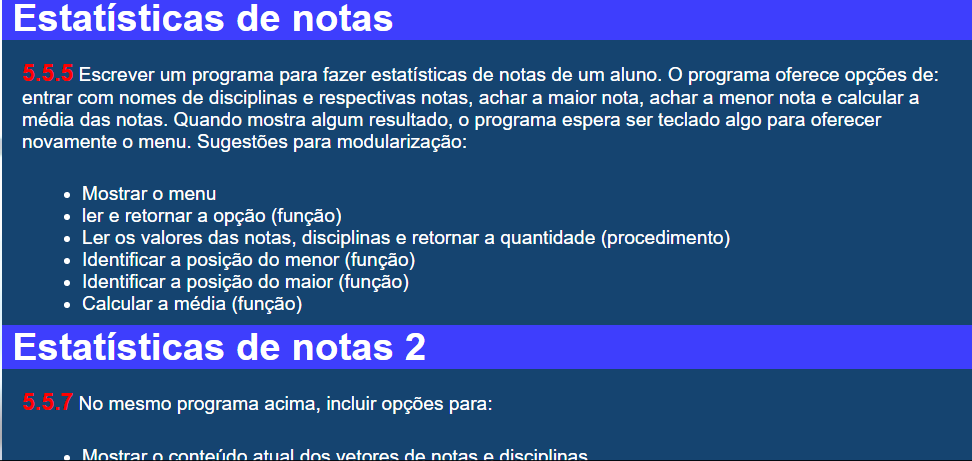 Estatísticas de notas
5.5.5 Escrever um programa para fazer estatísticas de notas de um aluno. O programa oferece opções de:
entrar com nomes de disciplinas e respectivas notas, achar a maior nota, achar a menor nota e calcular a
média das notas. Quando mostra algum resultado, o programa espera ser teclado algo para oferecer
novamente o menu. Sugestões para modularização:
• Mostrar o menu
• ler e retornar a opção (função)
• Ler os valores das notas, disciplinas e retornar a quantidade (procedimento)
• Identificar a posição do menor (função)
• Identificar a posição do maior (função)
• Calcular a média (função)
Estatísticas de notas 2
5.5.7 No mesmo programa acima, incluir opções para:
• Mostrar o conteúdo atual dos vetores de notas e disciplinas